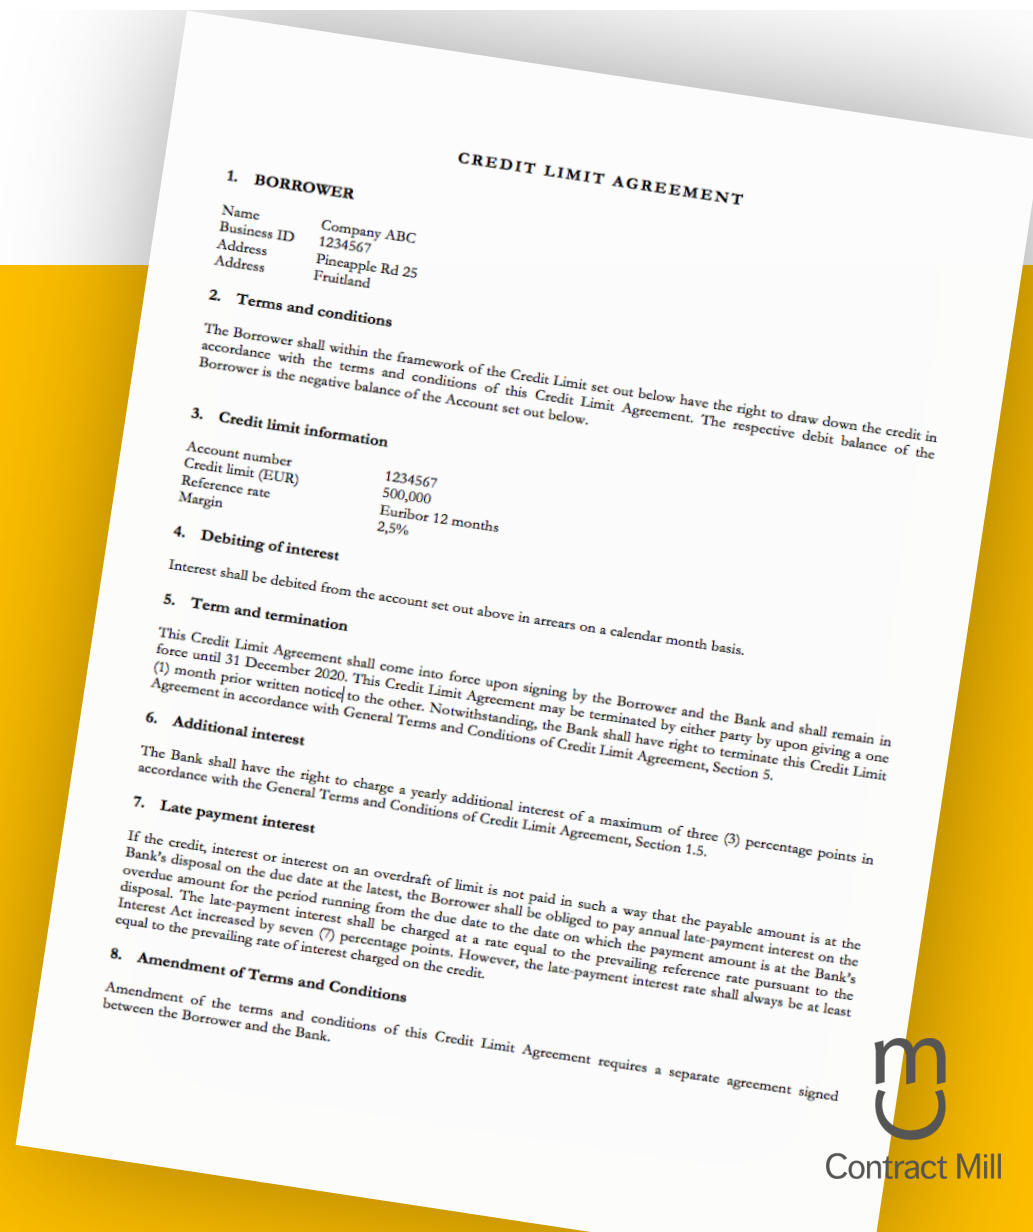 CREDIT LIMIT AGREEMENT
1. BORROWER
Name Company ABC
Business ID 1234567
Address Pineapple Rd 25
Address Fruitland
2. Terms and conditions
The Borrower shall within the framework of the Credit Limit set out below have the right to draw down the credit in
accordance with the terms and conditions of this Credit Limit Agreement. The respective debit balance of the
Borrower is the negative balance of the Account set out below.
3. Credit limit information
Account number 1234567
Credit limit (EUR) 500,000
Reference rate Euribor 12 months
Margin 2,5%
4. Debiting of interest
Interest shall be debited from the account set out above in arrears on a calendar month basis.
5. Term and termination
This Credit Limit Agreement shall come into force upon signing by the Borrower and the Bank and shall remain in
force until 31 December 2020. This Credit Limit Agreement may be terminated by either party by upon giving a one
(1) month prior written notice to the other. Notwithstanding, the Bank shall have right to terminate this Credit Limit
Agreement in accordance with General Terms and Conditions of Credit Limit Agreement, Section 5.
6. Additional interest
The Bank shall have the right to charge a yearly additional interest of a maximum of three (3) percentage points in
accordance with the General Terms and Conditions of Credit Limit Agreement, Section 1.5.
7. Late payment interest
If the credit, interest or interest on an overdraft of limit is not paid in such a way that the payable amount is at the
Bank's disposal on the due date at the latest, the Borrower shall be obliged to pay annual late-payment interest on the
overdue amount for the period running from the due date to the date on which the payment amount is at the Bank's
disposal. The late-payment interest shall be charged at a rate equal to the prevailing reference rate pursuant to the
Interest Act increased by seven (7) percentage points. However, the late-payment interest rate shall always be at least
equal to the prevailing rate of interest charged on the credit.
8. Amendment of Terms and Conditions
Amendment of the terms and conditions of this Credit Limit Agreement requires a separate agreement signed
between the Borrower and the Bank.
Contract Mill